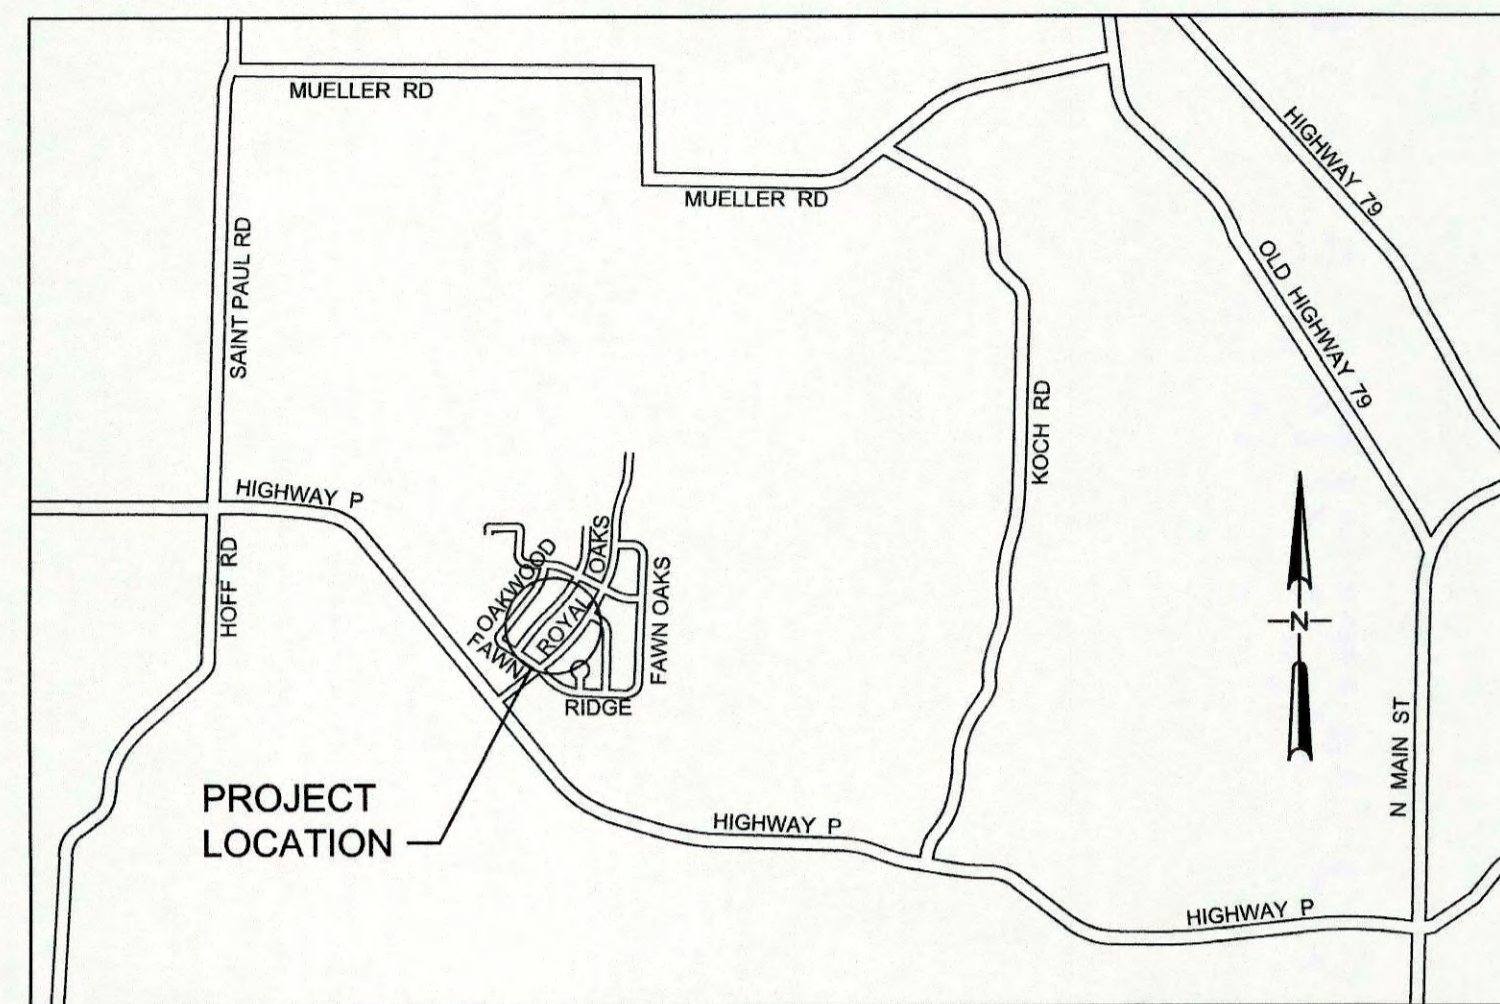 MUELLER RD
HIGHWAY 79
MUELLER RD
SAINT PAUL RD
OLD HIGHWAY 79
KOCH RD
HIGHWAY P
HOFF RD
OAKWOOD
OAKS
ROYAL
FAWN OAKS
FAWN
RIDGE
N
N MAIN ST
PROJECT
LOCATION
HIGHWAY P
HIGHWAY P